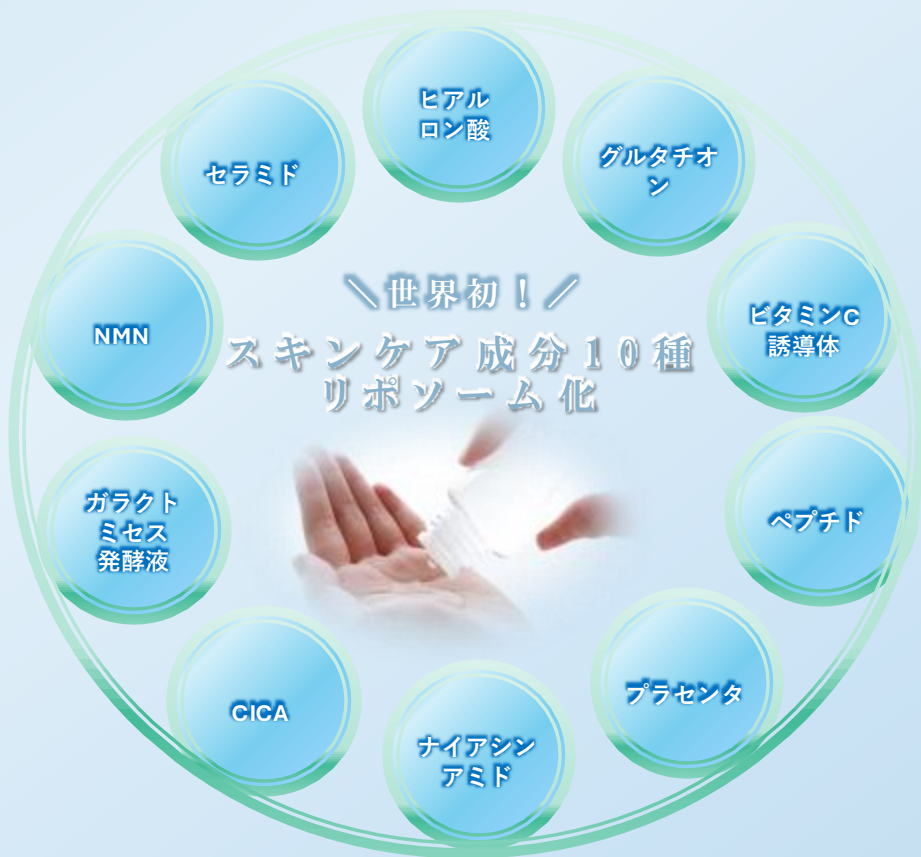 ヒアル
ロン酸
セラミド
グルタチオ
ン
＼世界初！／
スキンケア成分10種
リポソーム化
NMN
ビタミンC
誘導体
ガラクト
ミセス
発酵液
ペプチド
CICA
プラセンタ
ナイアシン
アミド